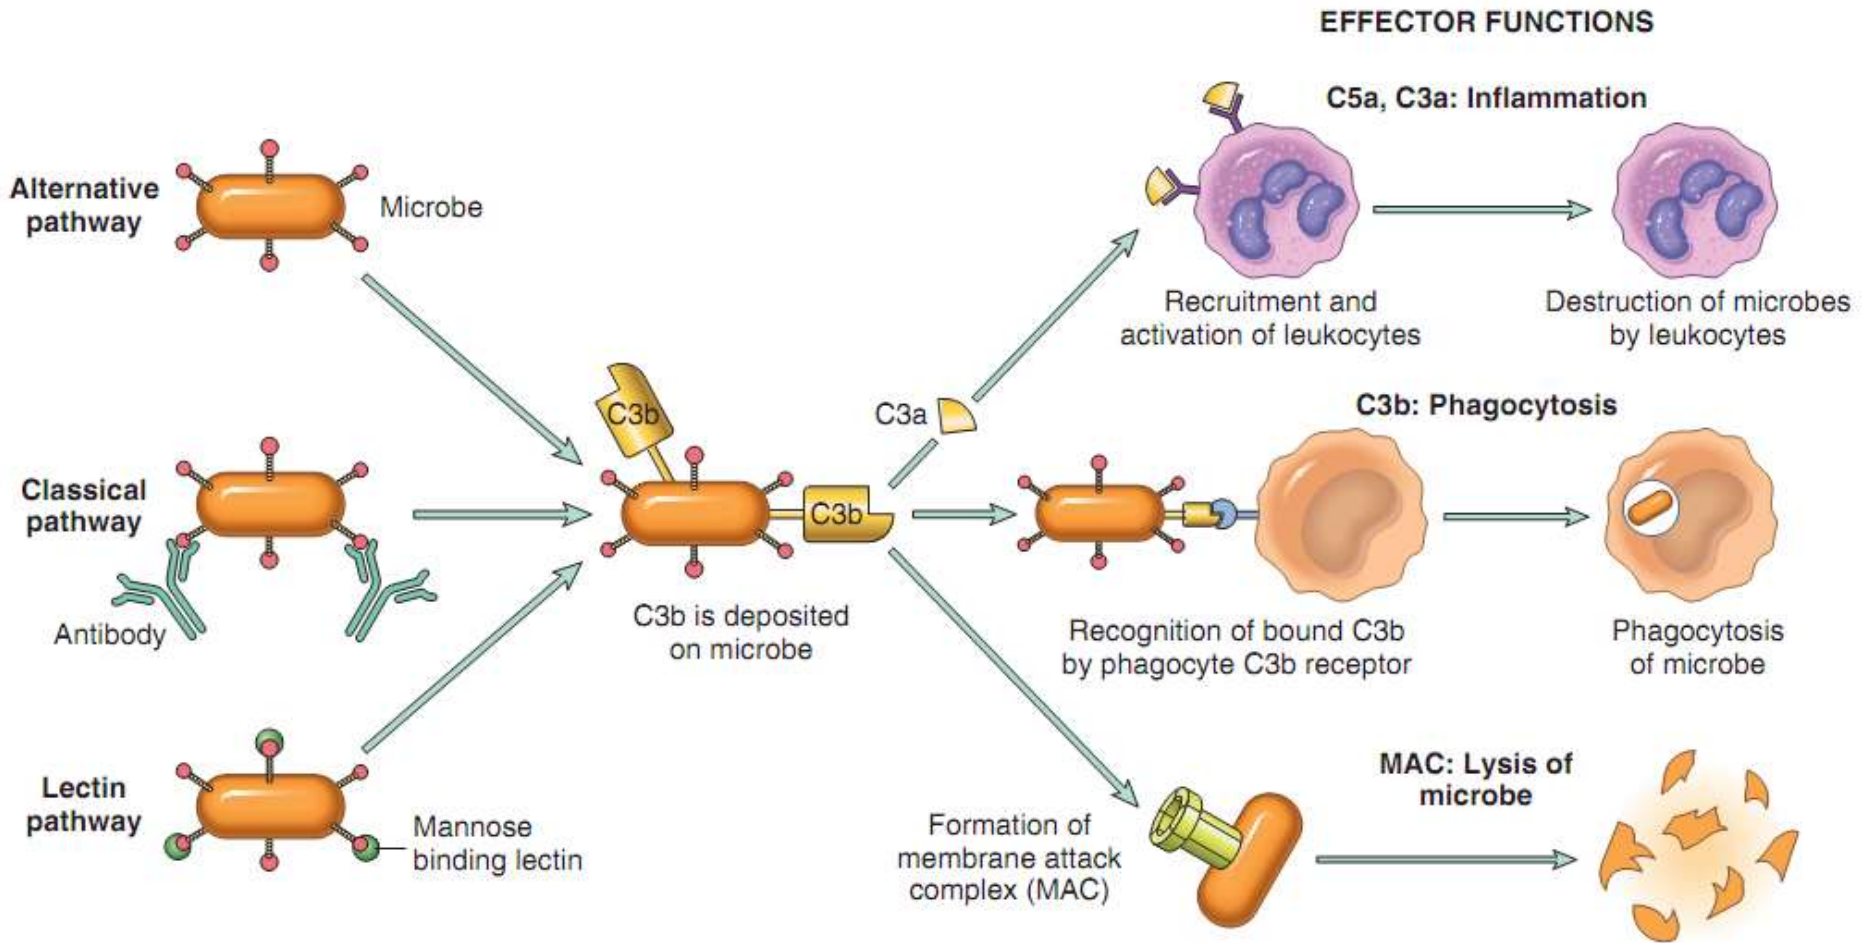 EFFECTOR FUNCTIONS
C5a, C3a: Inflammation
Alternative
pathway
Microbe
Recruitment and
activation of leukocytes
Destruction of microbes
by leukocytes
C3b
C3a
C3b: Phagocytosis
Classical
pathway
C3b
Antibody
C3b is deposited
on microbe
Recognition of bound C3b
by phagocyte C3b receptor
Phagocytosis
of microbe
Lectin
pathway
Mannose
binding lectin
Formation of
membrane attack
complex (MAC)
MAC: Lysis of
microbe